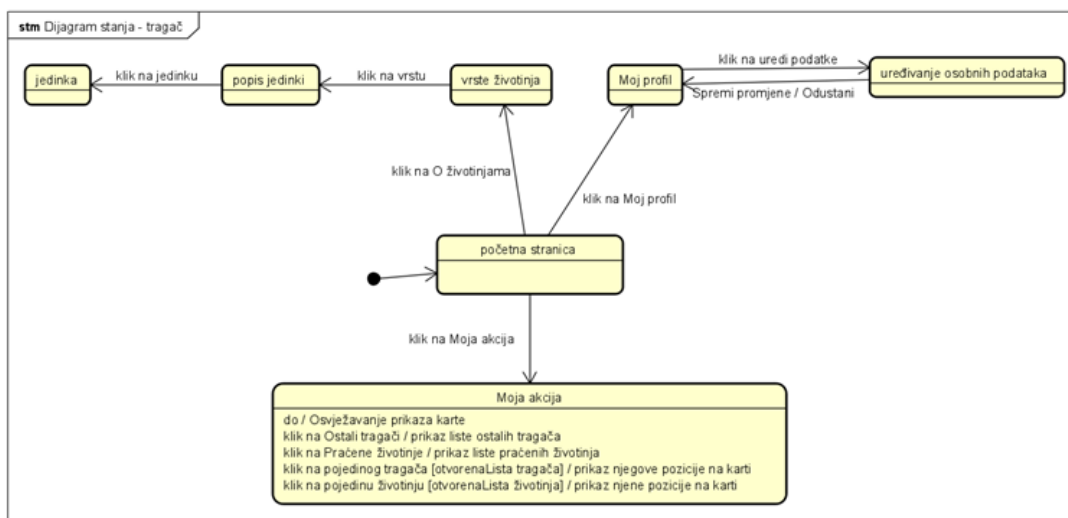 stm Dijagram stanja - tragač
jedinka
klik na jedinku
popis jedinki
klik na vrstu
vrste životinja
Moj profil
klik na uredi podatke
uređivanje osobnih podataka
Spremi promjene / Odustani
klik na O životinjama
klik na Moj profil
početna stranica
klik na Moja akcija
Moja akcija
do / Osvježavanje prikaza karte
klik na Ostali tragači / prikaz liste ostalih tragača
klik na Praćene životinje / prikaz liste praćenih životinja
klik na pojedinog tragača [otvorenaLista tragača] / prikaz njegove pozicije na karti
klik na pojedinu životinju [otvorenaLista životinja] / prikaz njene pozicije na karti